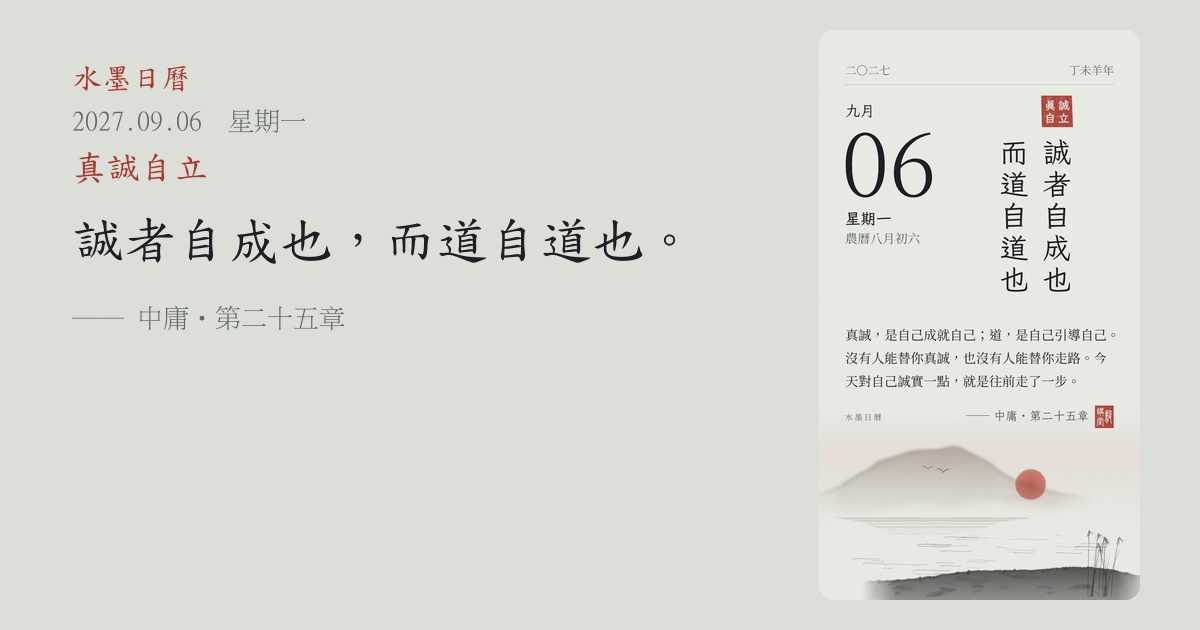 水墨日曆
2027.09.06 星期一
真誠自立
誠者自成也，而道自道也。
—— 中庸・第二十五章
二〇二七
丁未羊年
九月
06
星期一
農曆八月初六
誠立
眞自
誠者自成也
而道自道也
真誠，是自己成就自己；道，是自己引導自己。
沒有人能替你真誠，也沒有人能替你走路。今
天對自己誠實一點，就是往前走了一步。
水墨日曆
—— 中庸・第二十五章